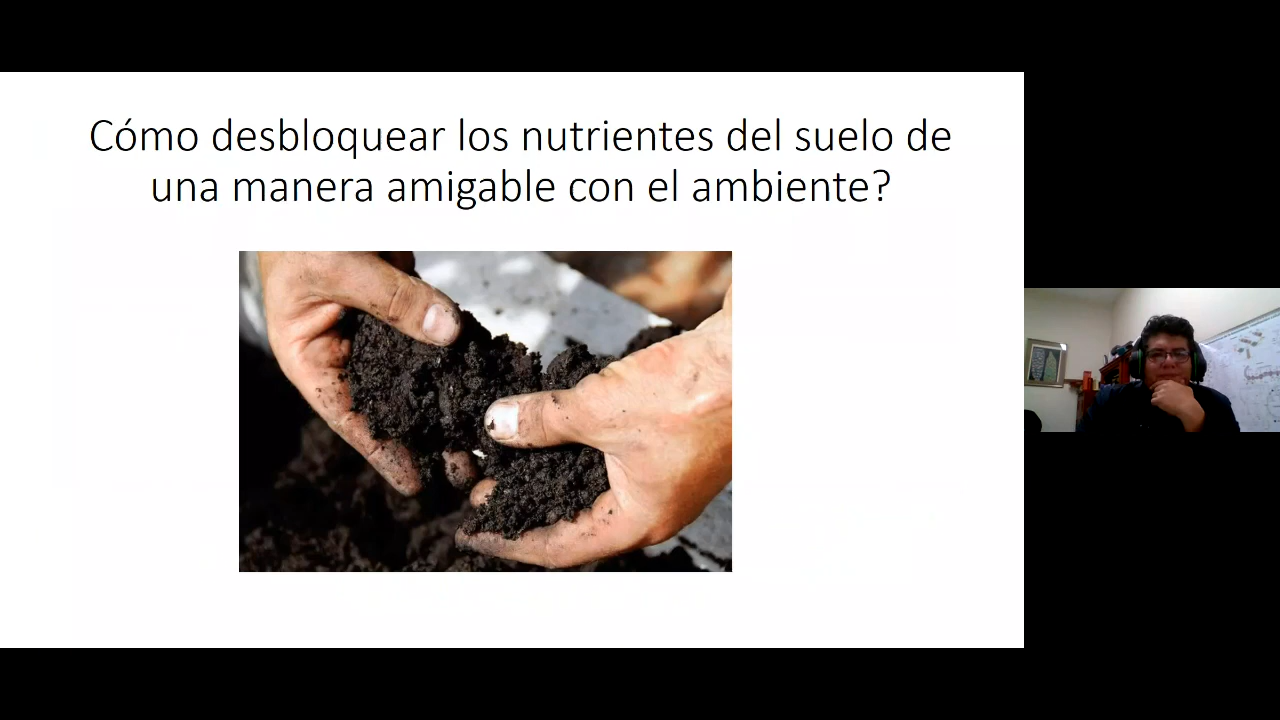 Cómo desbloquear los nutrientes del suelo de
una manera amigable con el ambiente?